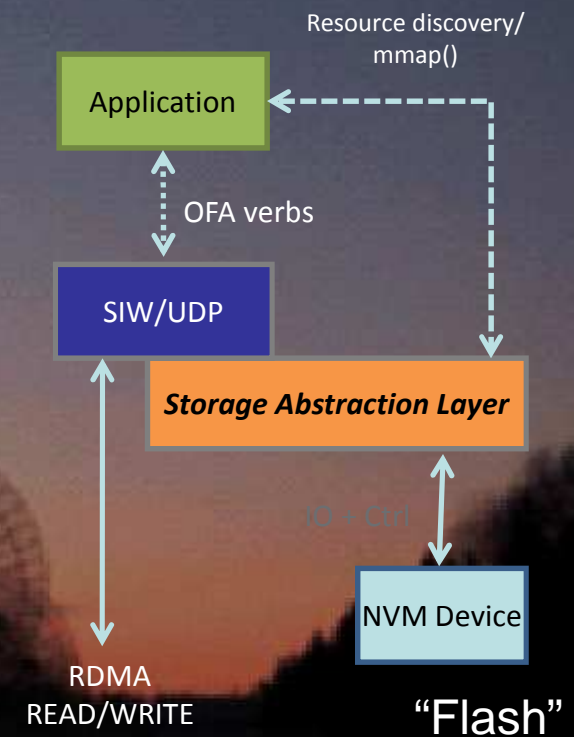 Resource discovery/
mmap()
Application
OFA verbs
SIW/UDP
Storage Abstraction Layer
IO + Ctrl
NVM Device
RDMA
READ/WRITE
“Flash”